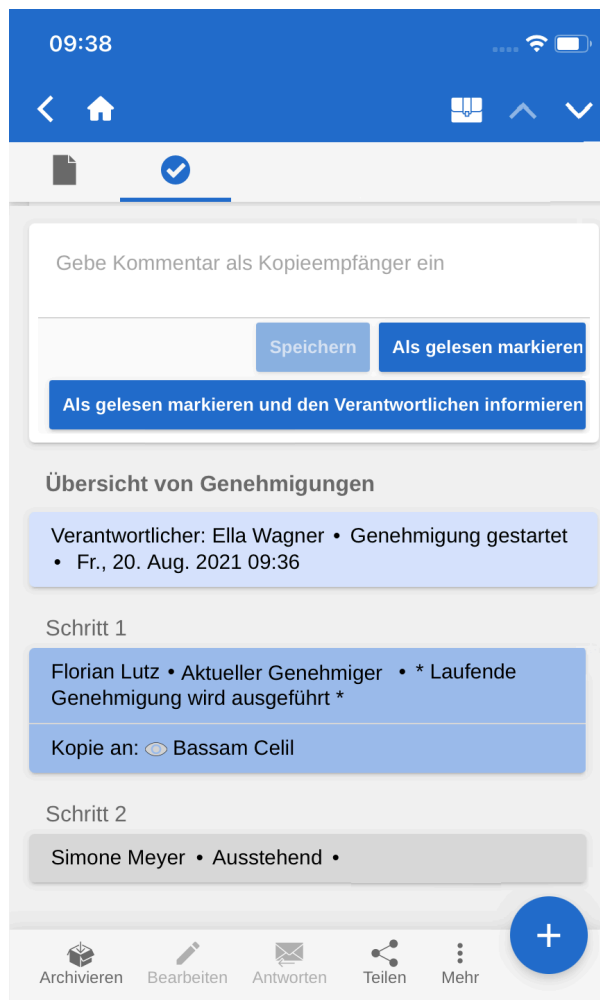 09:38
Gebe Kommentar als Kopieempfänger ein
Speichern
Als gelesen markieren
Als gelesen markieren und den Verantwortlichen informieren
Übersicht von Genehmigungen
Verantwortlicher: Ella Wagner • Genehmigung gestartet
• Fr., 20. Aug. 2021 09:36
Schritt 1
Florian Lutz • Aktueller Genehmiger • * Laufende
Genehmigung wird ausgeführt *
Kopie an: Bassam Celil
Schritt 2
Simone Meyer • Ausstehend •
Archivieren
Bearbeiten
Antworten
Teilen
Mehr